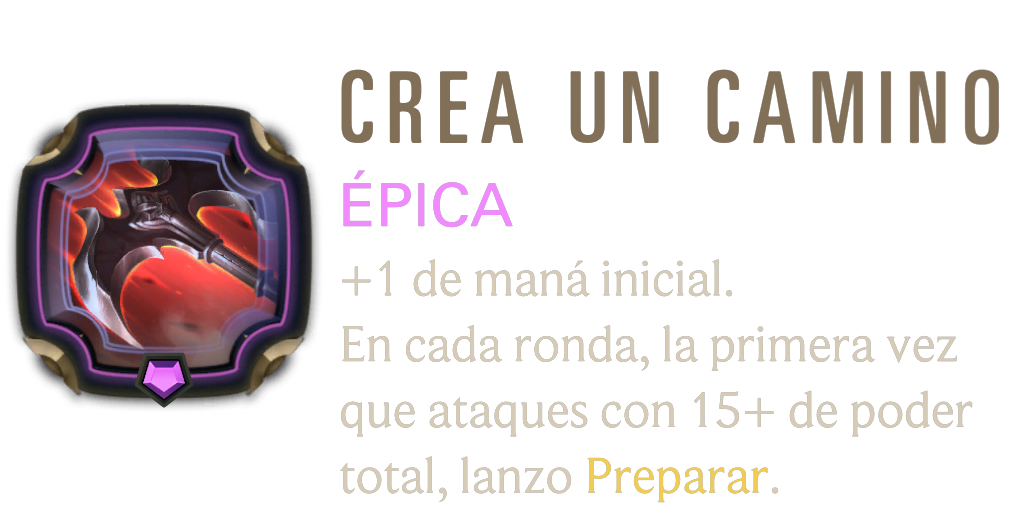 CREA UN CAMINO
ÉPICA
+1 de maná inicial.
En cada ronda, la primera vez
que ataques con 15+ de poder
total, lanzo Preparar.